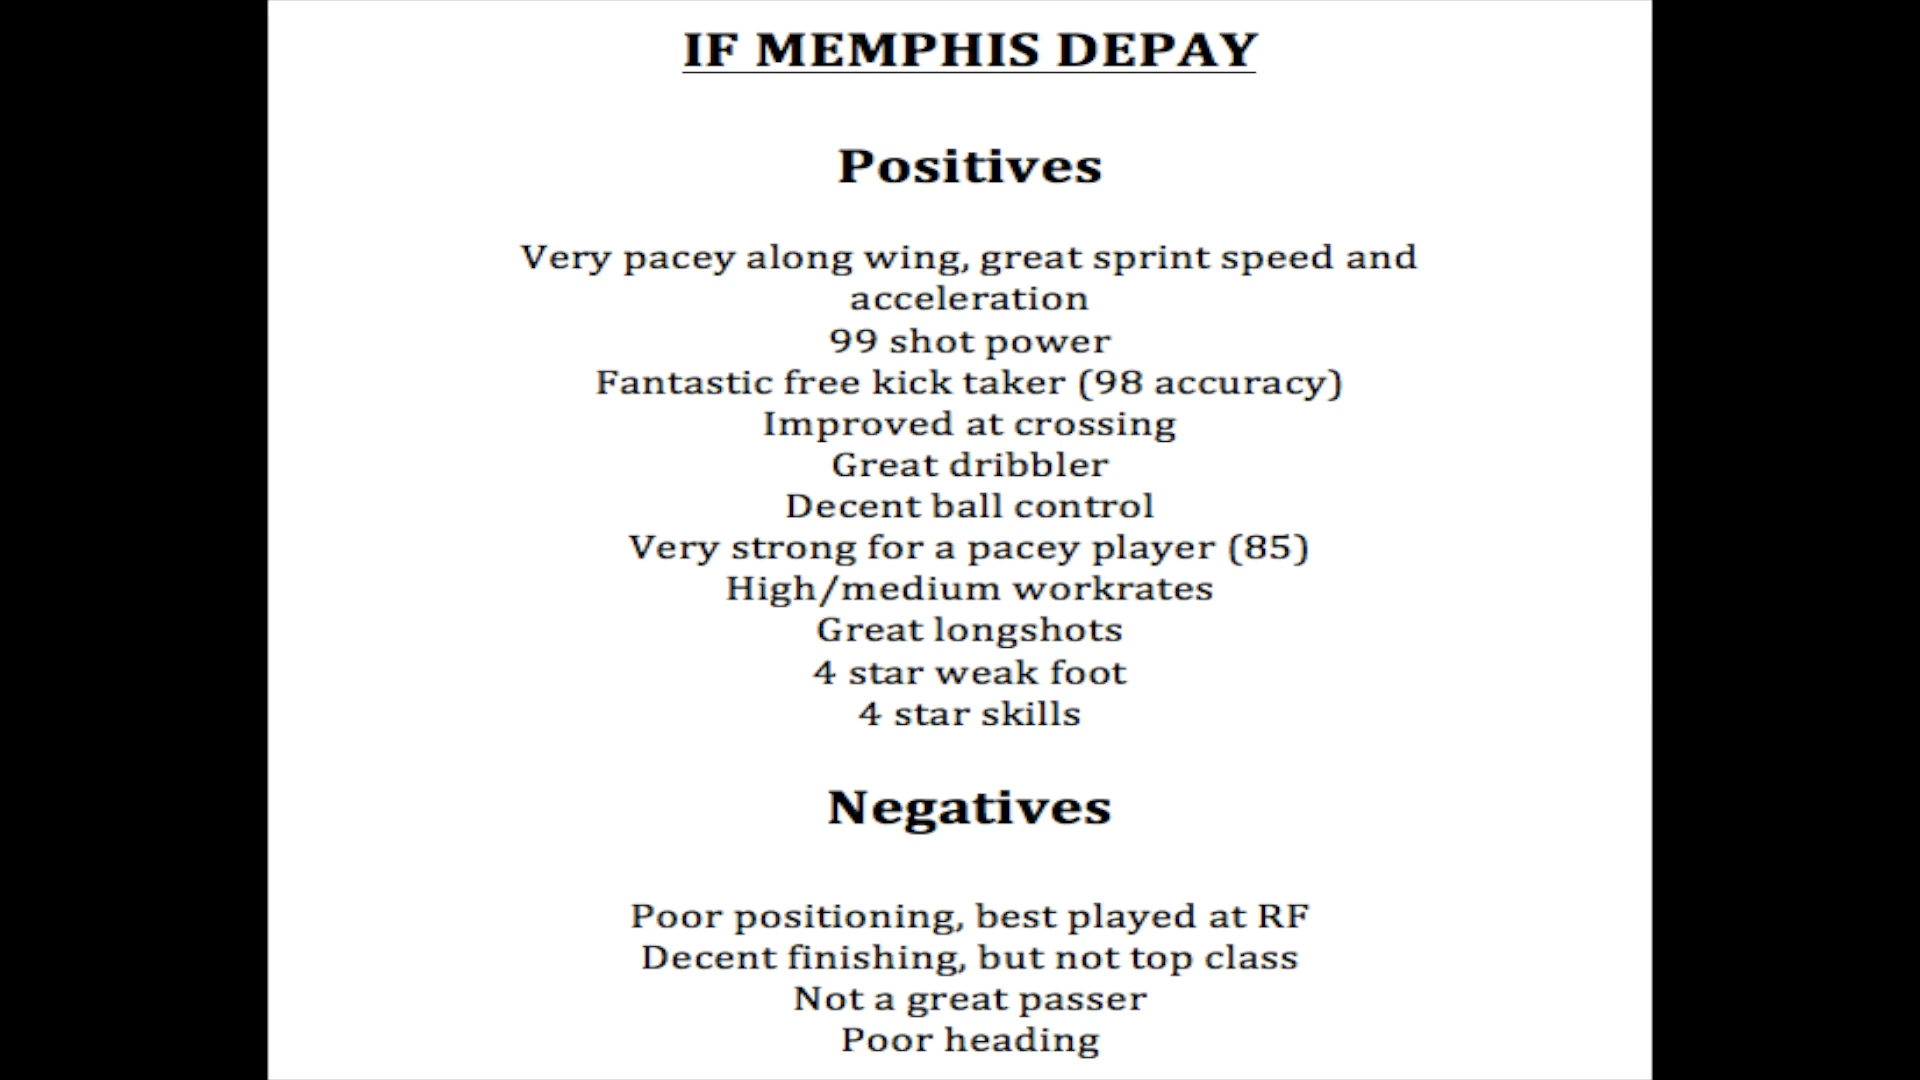 IF MEMPHIS DEPAY
Positives
Very pacey along wing, great sprint speed and
acceleration
99 shot power
Fantastic free kick taker (98 accuracy)
Improved at crossing
Great dribbler
Decent ball control
Very strong for a pacey player (85)
High/medium workrates
Great longshots
4 star weak foot
4 star skills
Negatives
Poor positioning, best played at RF
Decent finishing, but not top class
Not a great passer
Poor heading